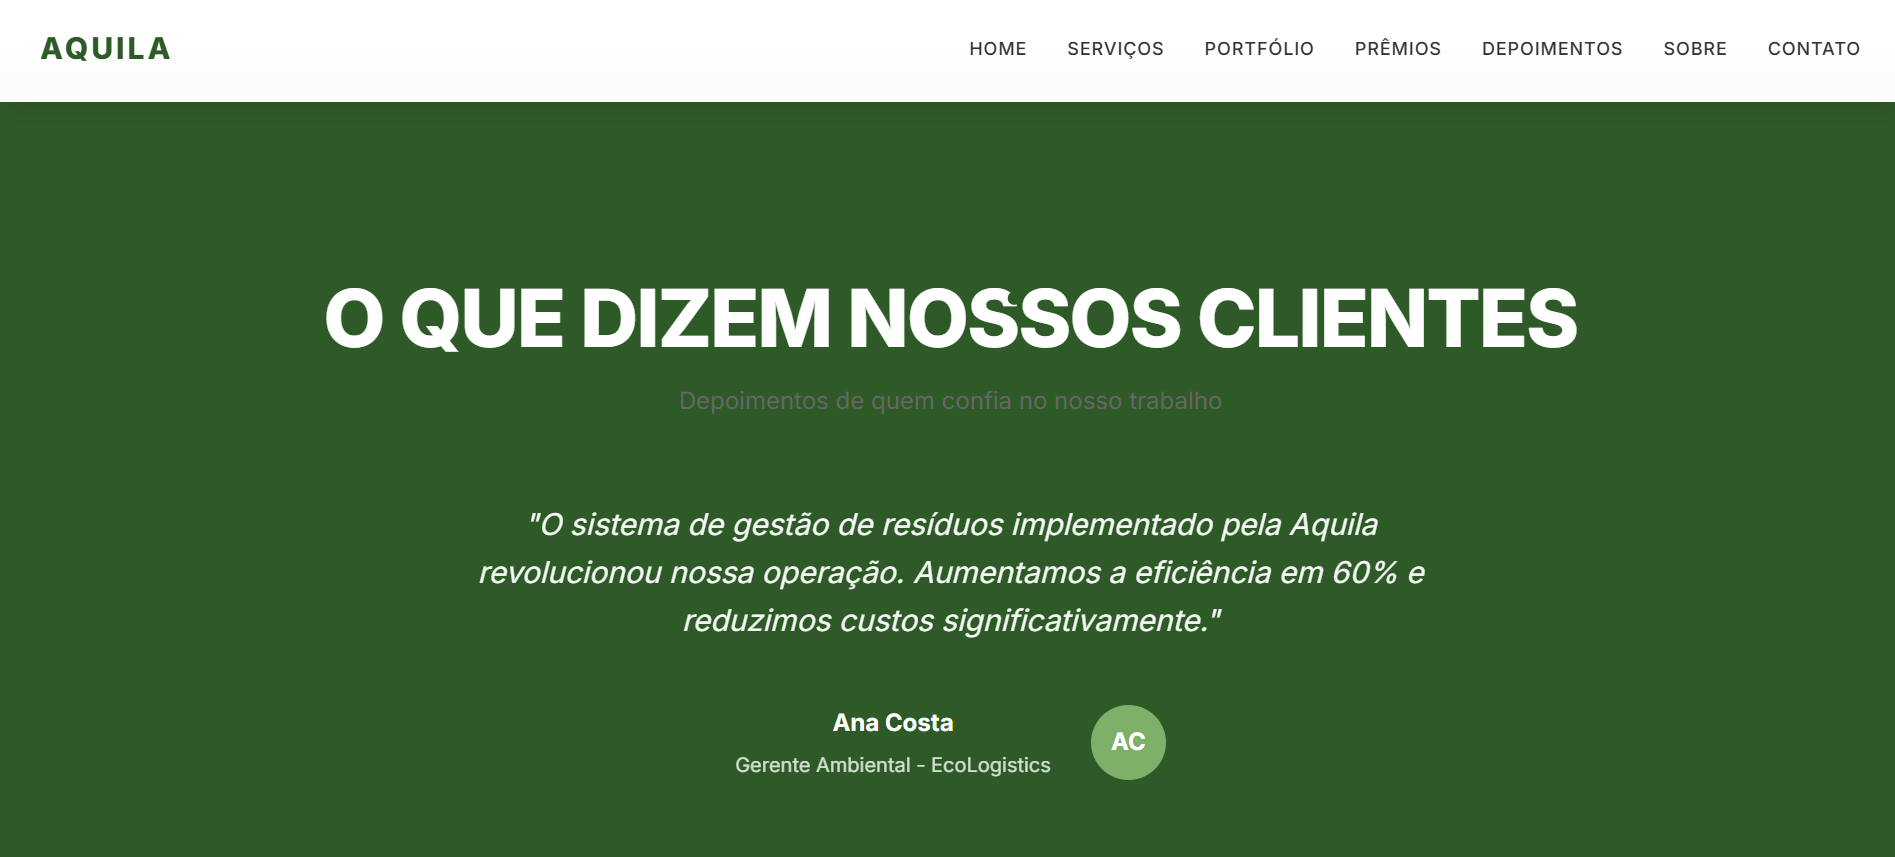 AQUILA
HOME SERVIÇOS PORTFÓLIO PRÊMIOS DEPOIMENTOS SOBRE CONTATO
O QUE DIZEM NOSSOS CLIENTES
Depoimentos de quem confia no nosso trabalho
"O sistema de gestão de resíduos implementado pela Aquila
revolucionou nossa operação. Aumentamos a eficiência em 60% e
reduzimos custos significativamente."
Ana Costa
Gerente Ambiental - EcoLogistics
AC